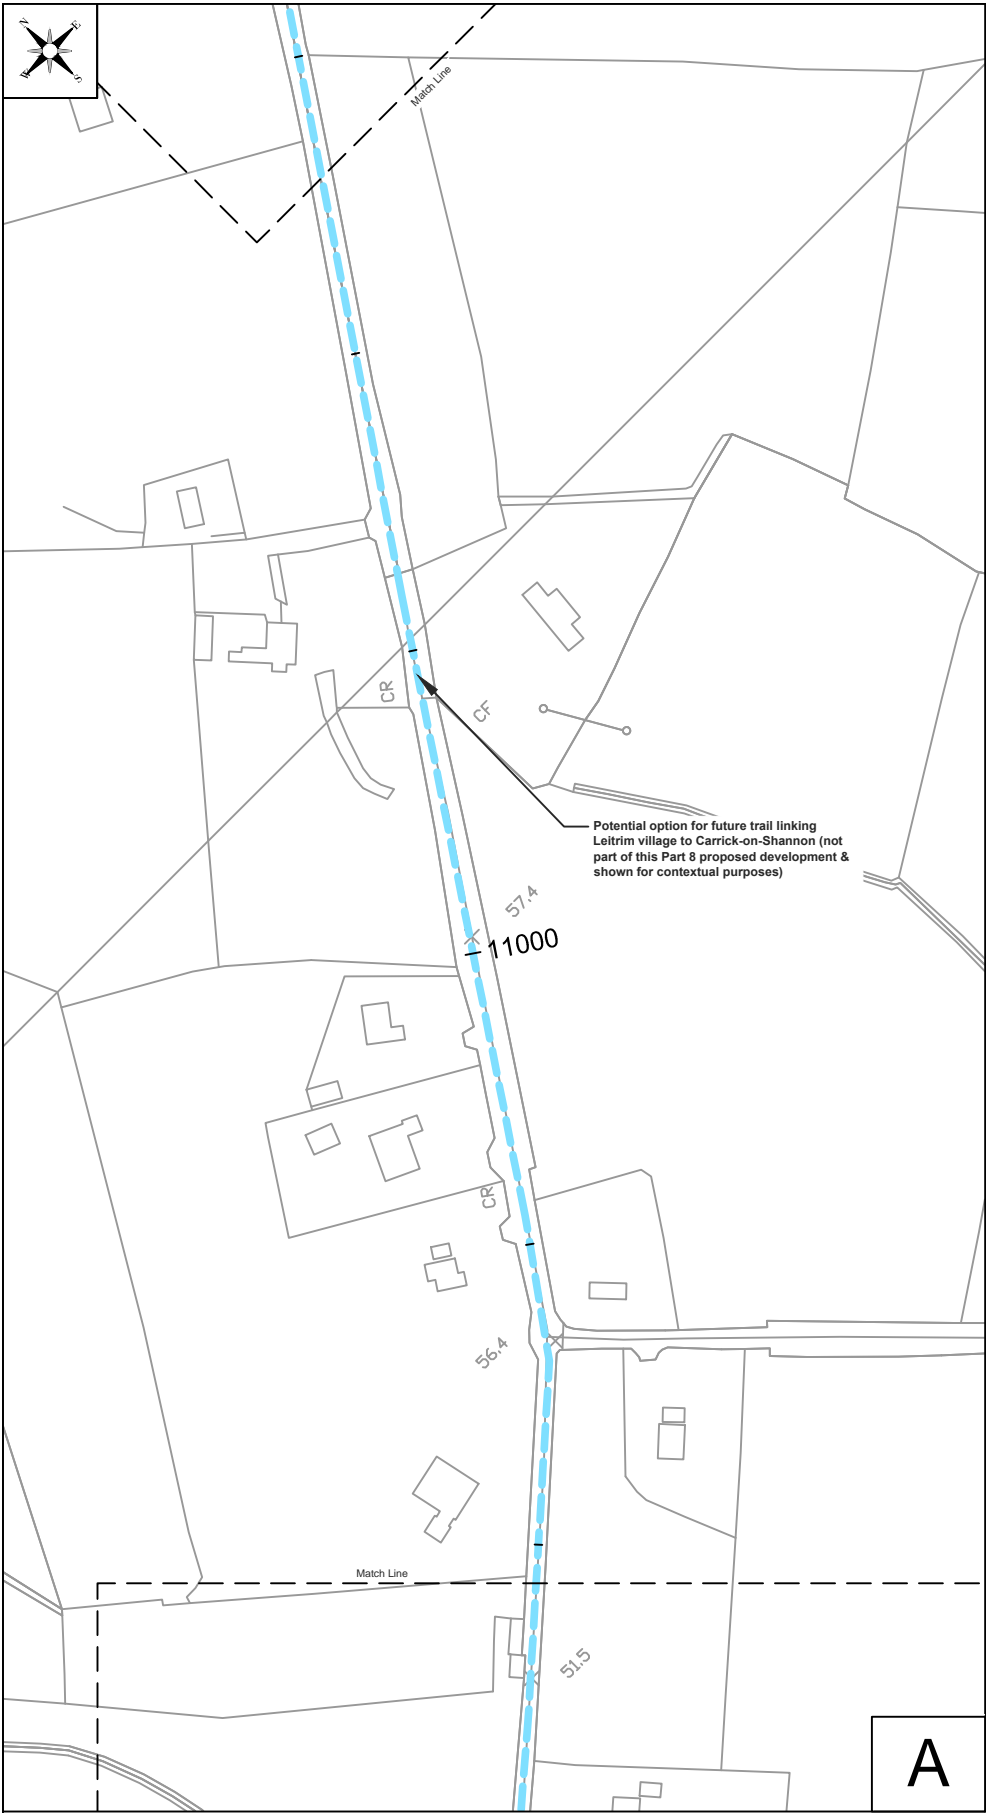 N
E
W
S
Match Line
CR
CF
Potential option for future trail linking
Leitrim village to Carrick-on-Shannon (not
part of this Part 8 proposed development &
shown for contextual purposes)
57.4
11000
CR
56.4
Match Line
51.5
A